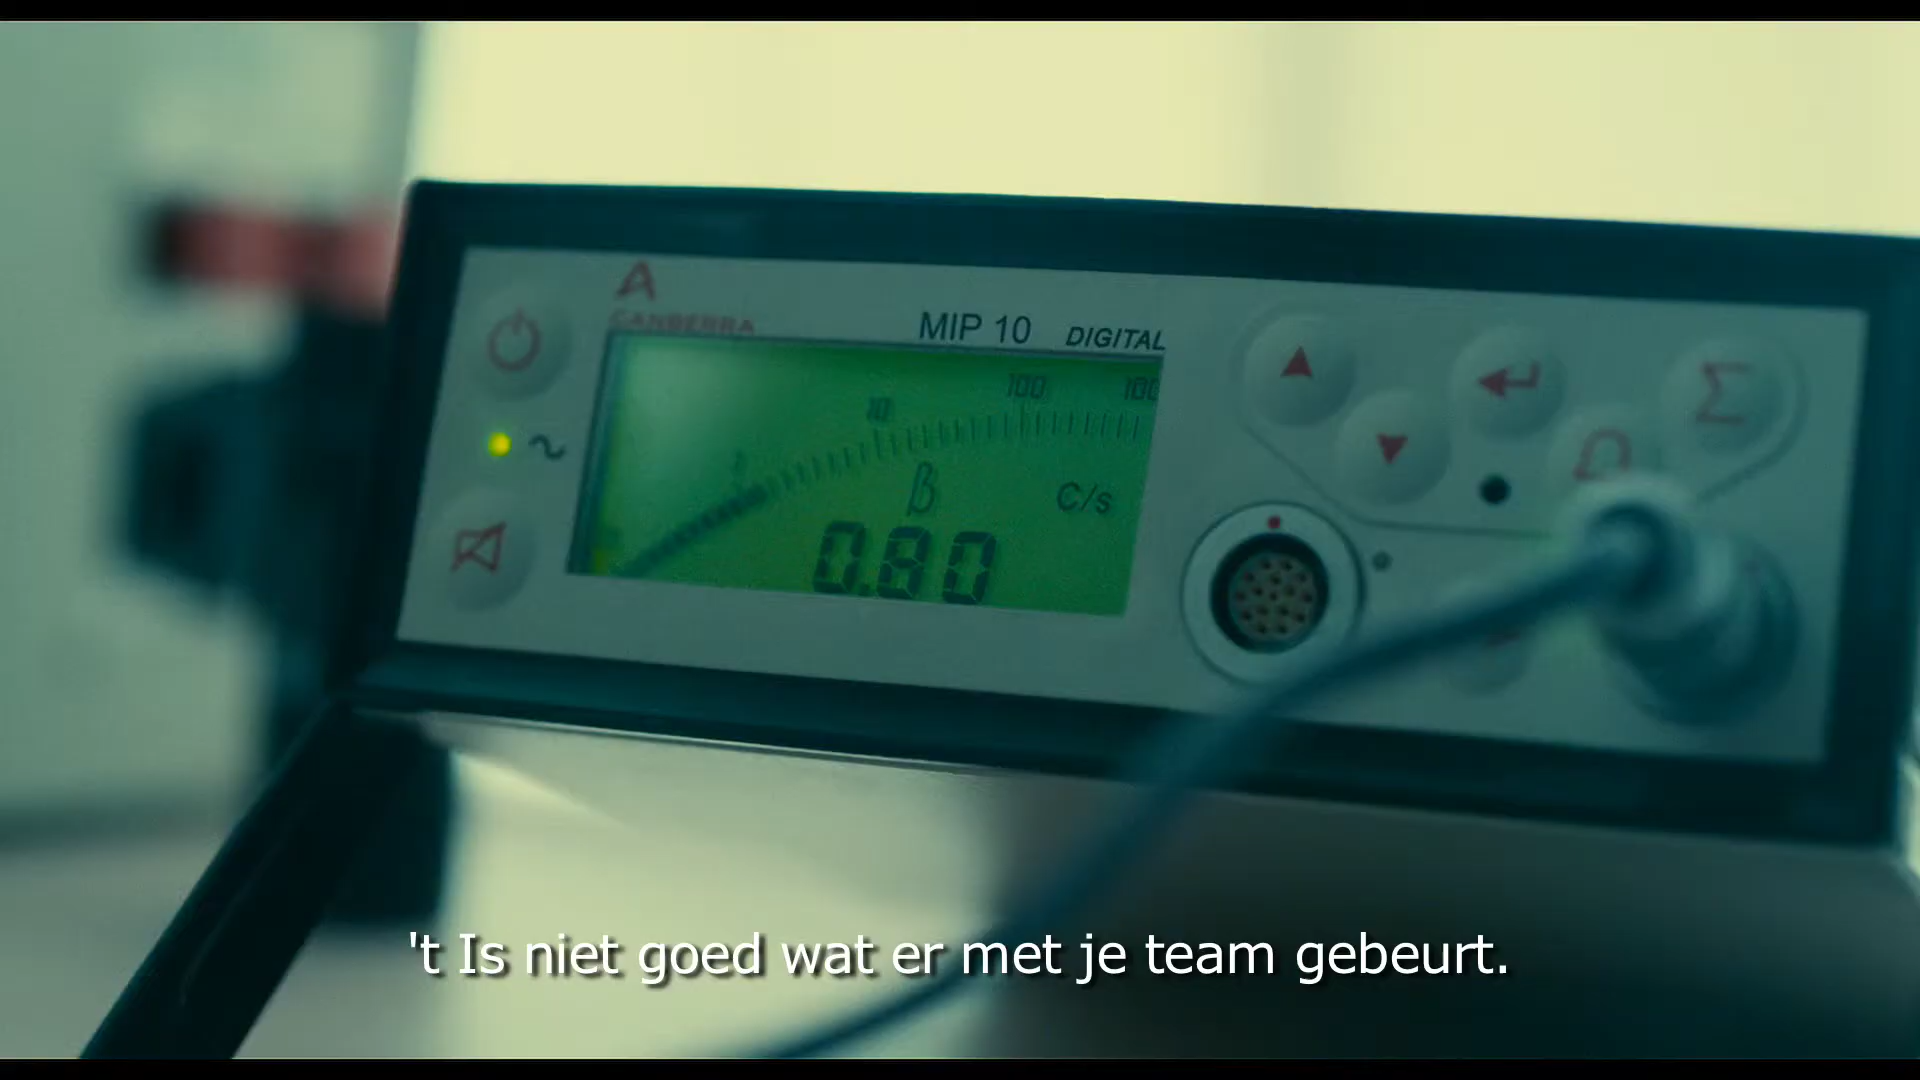 CANBERRA
MIP 10 DIGITAL
10
100
β
C/s
0.80
't Is niet goed wat er met je team gebeurt.